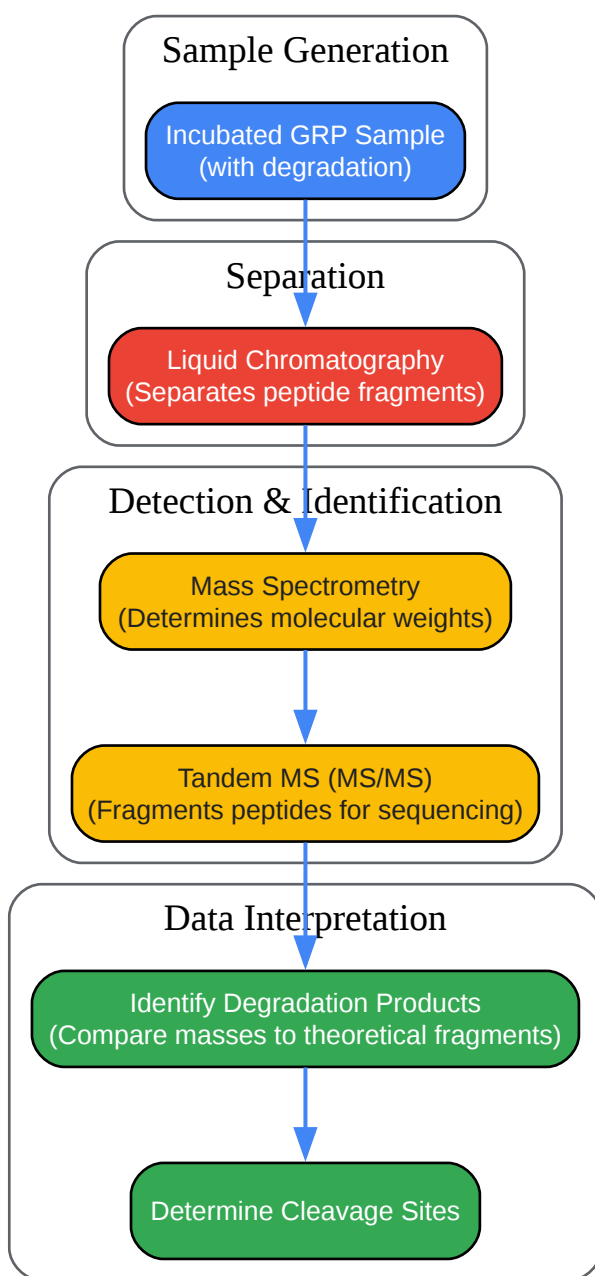 Sample Generation
Incubated GRP Sample
(with degradation)
Separation
Liquid Chromatography
(Separates peptide fragments)
Detection & Identification
Mass Spectrometry
(Determines molecular weights)
Tandem MS (MS/MS)
(Fragments peptides for sequencing)
Data Interpretation
Identify Degradation Products
(Compare masses to theoretical fragments)
Determine Cleavage Sites